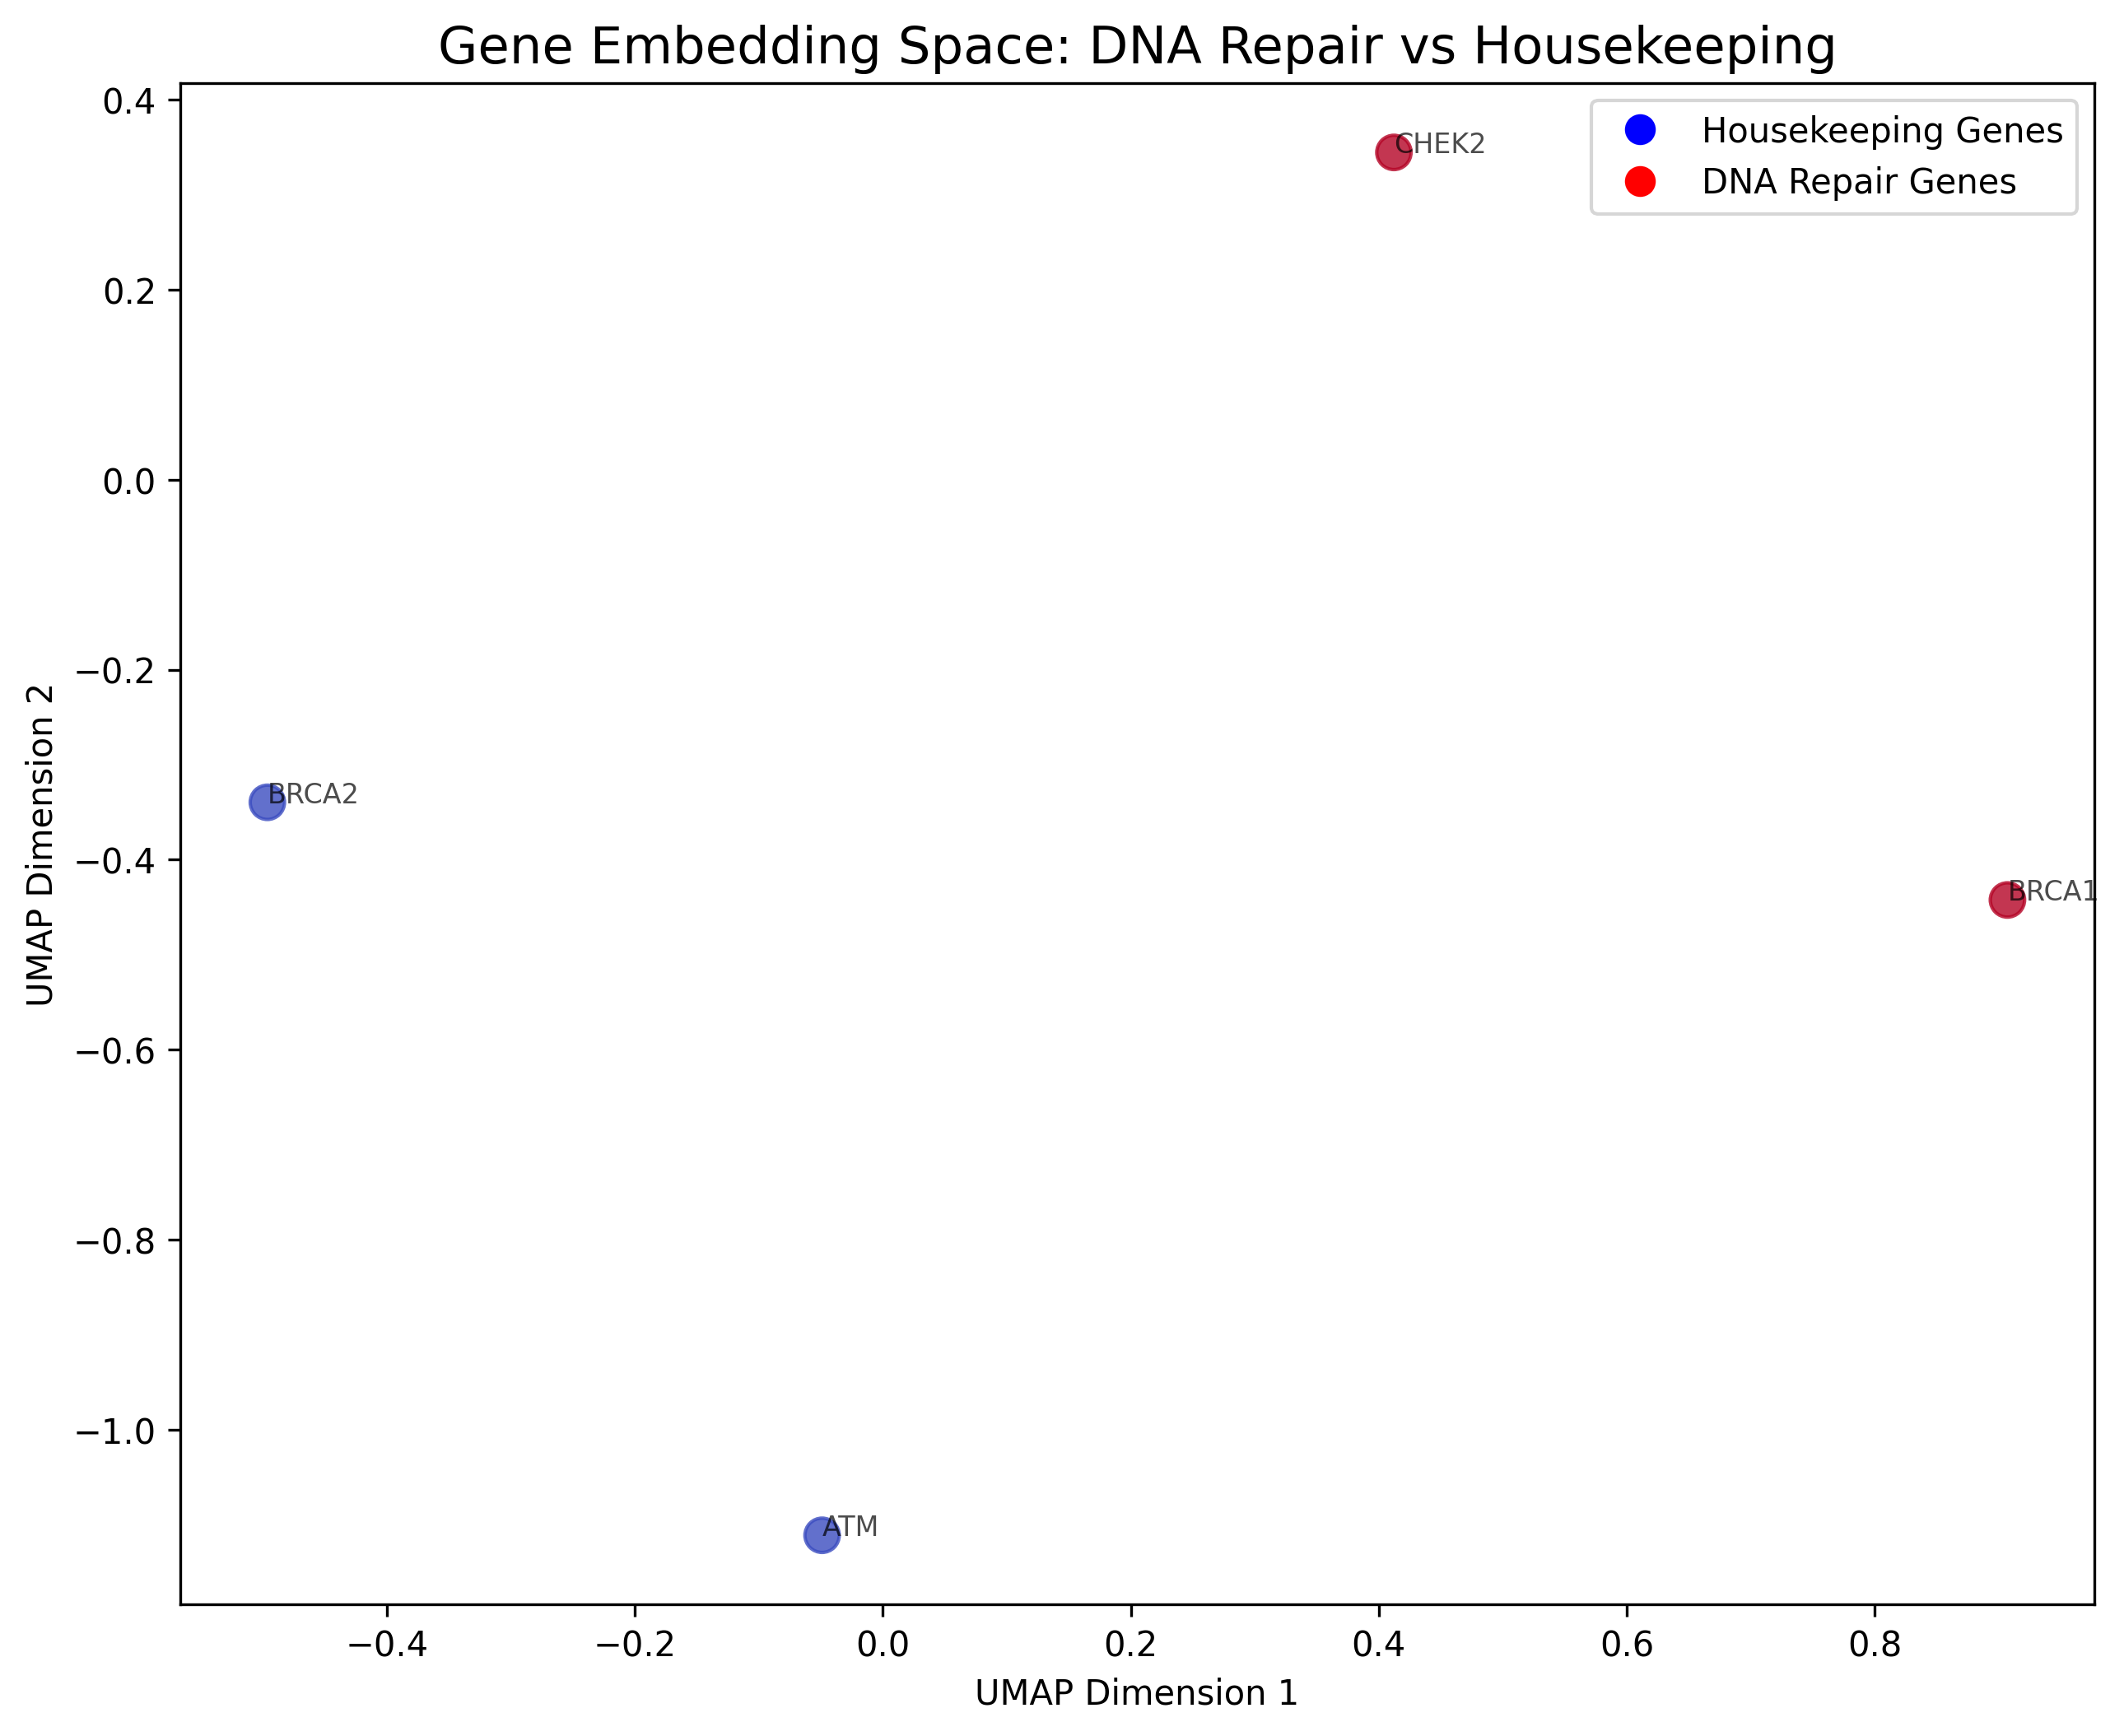 Gene Embedding Space: DNA Repair vs Housekeeping
Housekeeping Genes
DNA Repair Genes
CHEK2
BRCA2
BRCA1
ATM
UMAP Dimension 2
0.4
0.2
0.0
−0.2
−0.4
−0.6
−0.8
−1.0
−0.4 −0.2 0.0 0.2 0.4 0.6 0.8
UMAP Dimension 1